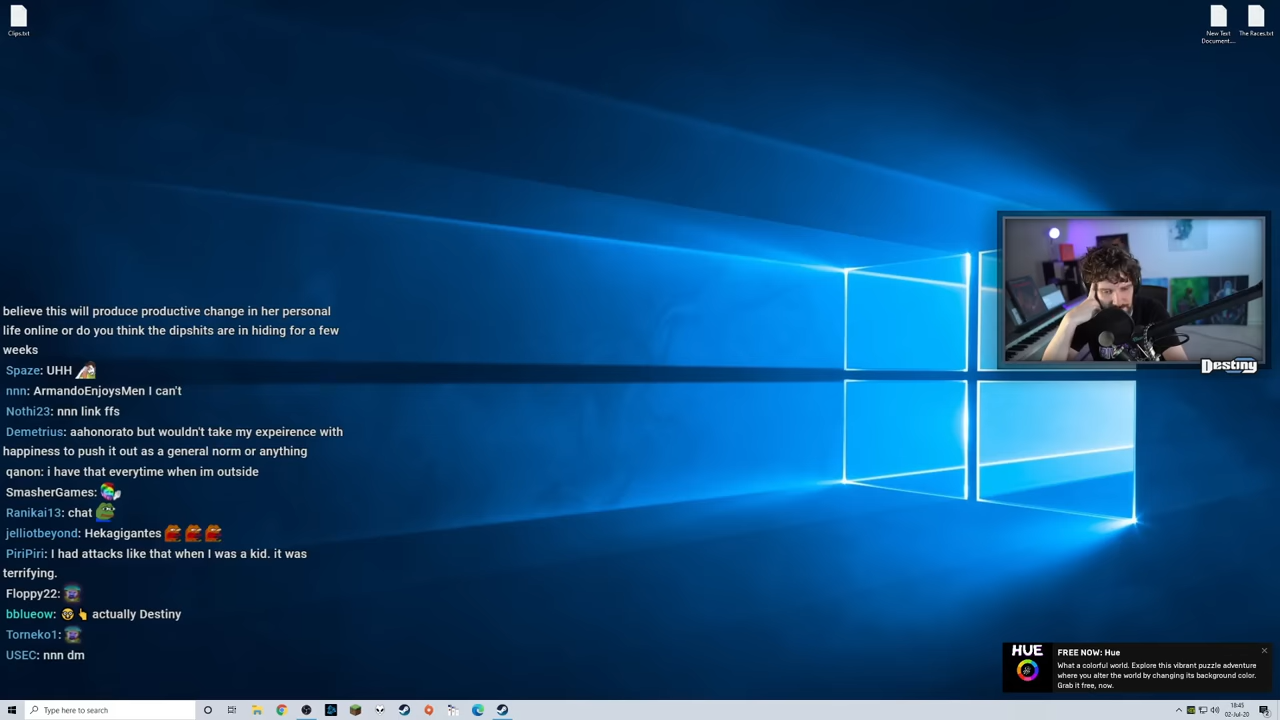 Clips.txt
New Text
Document....
The Races.txt
believe this will produce productive change in her personal
life online or do you think the dipshits are in hiding for a few
weeks
Spaze: UHH
nnn: ArmandoEnjoysMen I can't
Nothi23: nnn link ffs
Demetrius: aahonorato but wouldn't take my expeirence with
happiness to push it out as a general norm or anything
qanon: i have that everytime when im outside
SmasherGames:
Ranikai13: chat
jelliotbeyond: Hekagigantes
PiriPiri: I had attacks like that when I was a kid. it was
terrifying.
Floppy22:
bblueow: actually Destiny
Torneko1:
USEC: nnn dm
Destiny
HUE
FREE NOW: Hue
What a colorful world. Explore this vibrant puzzle adventure
where you alter the world by changing its background color.
Grab it free, now.
Type here to search
18:45
02-Jul-20